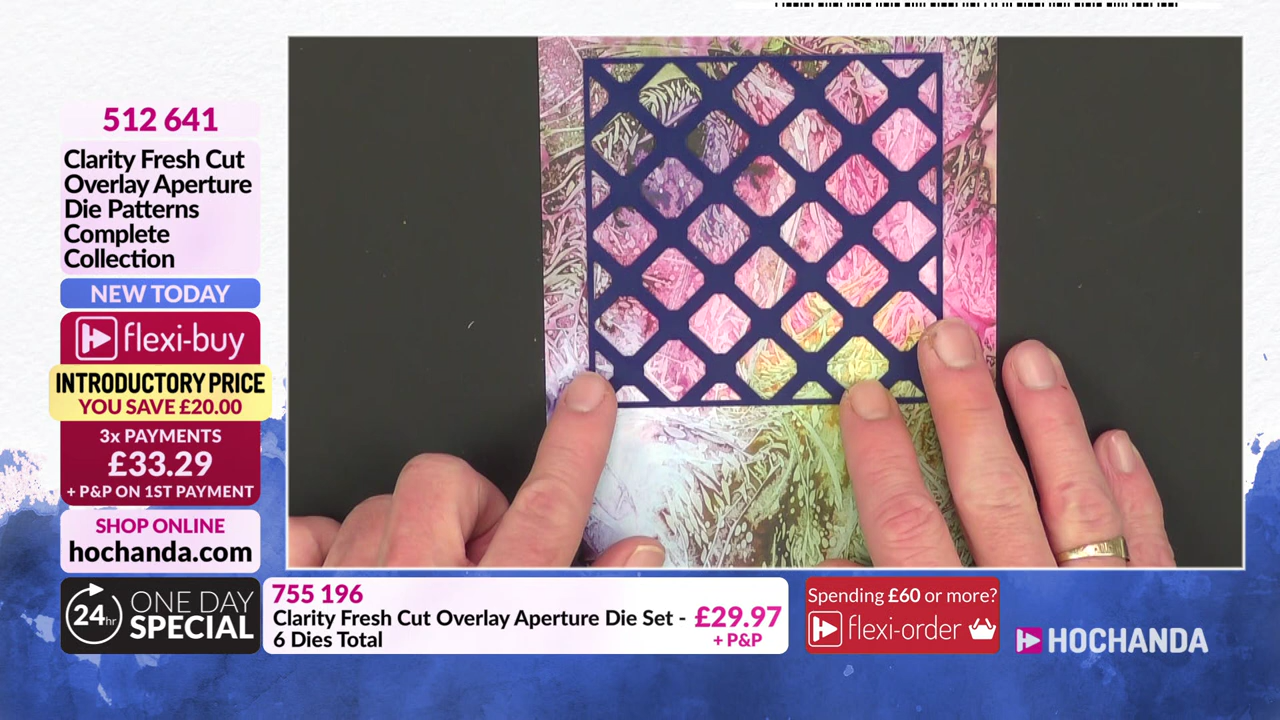 512 641
Clarity Fresh Cut
Overlay Aperture
Die Patterns
Complete
Collection
NEW TODAY
flexi-buy
INTRODUCTORY PRICE
YOU SAVE £20.00
3x PAYMENTS
£33.29
+ P&P ON 1ST PAYMENT
SHOP ONLINE
hochanda.com
24hr
ONE DAY
SPECIAL
755 196
Clarity Fresh Cut Overlay Aperture Die Set -
6 Dies Total
£29.97
+ P&P
Spending £60 or more?
flexi-order
HOCHANDA